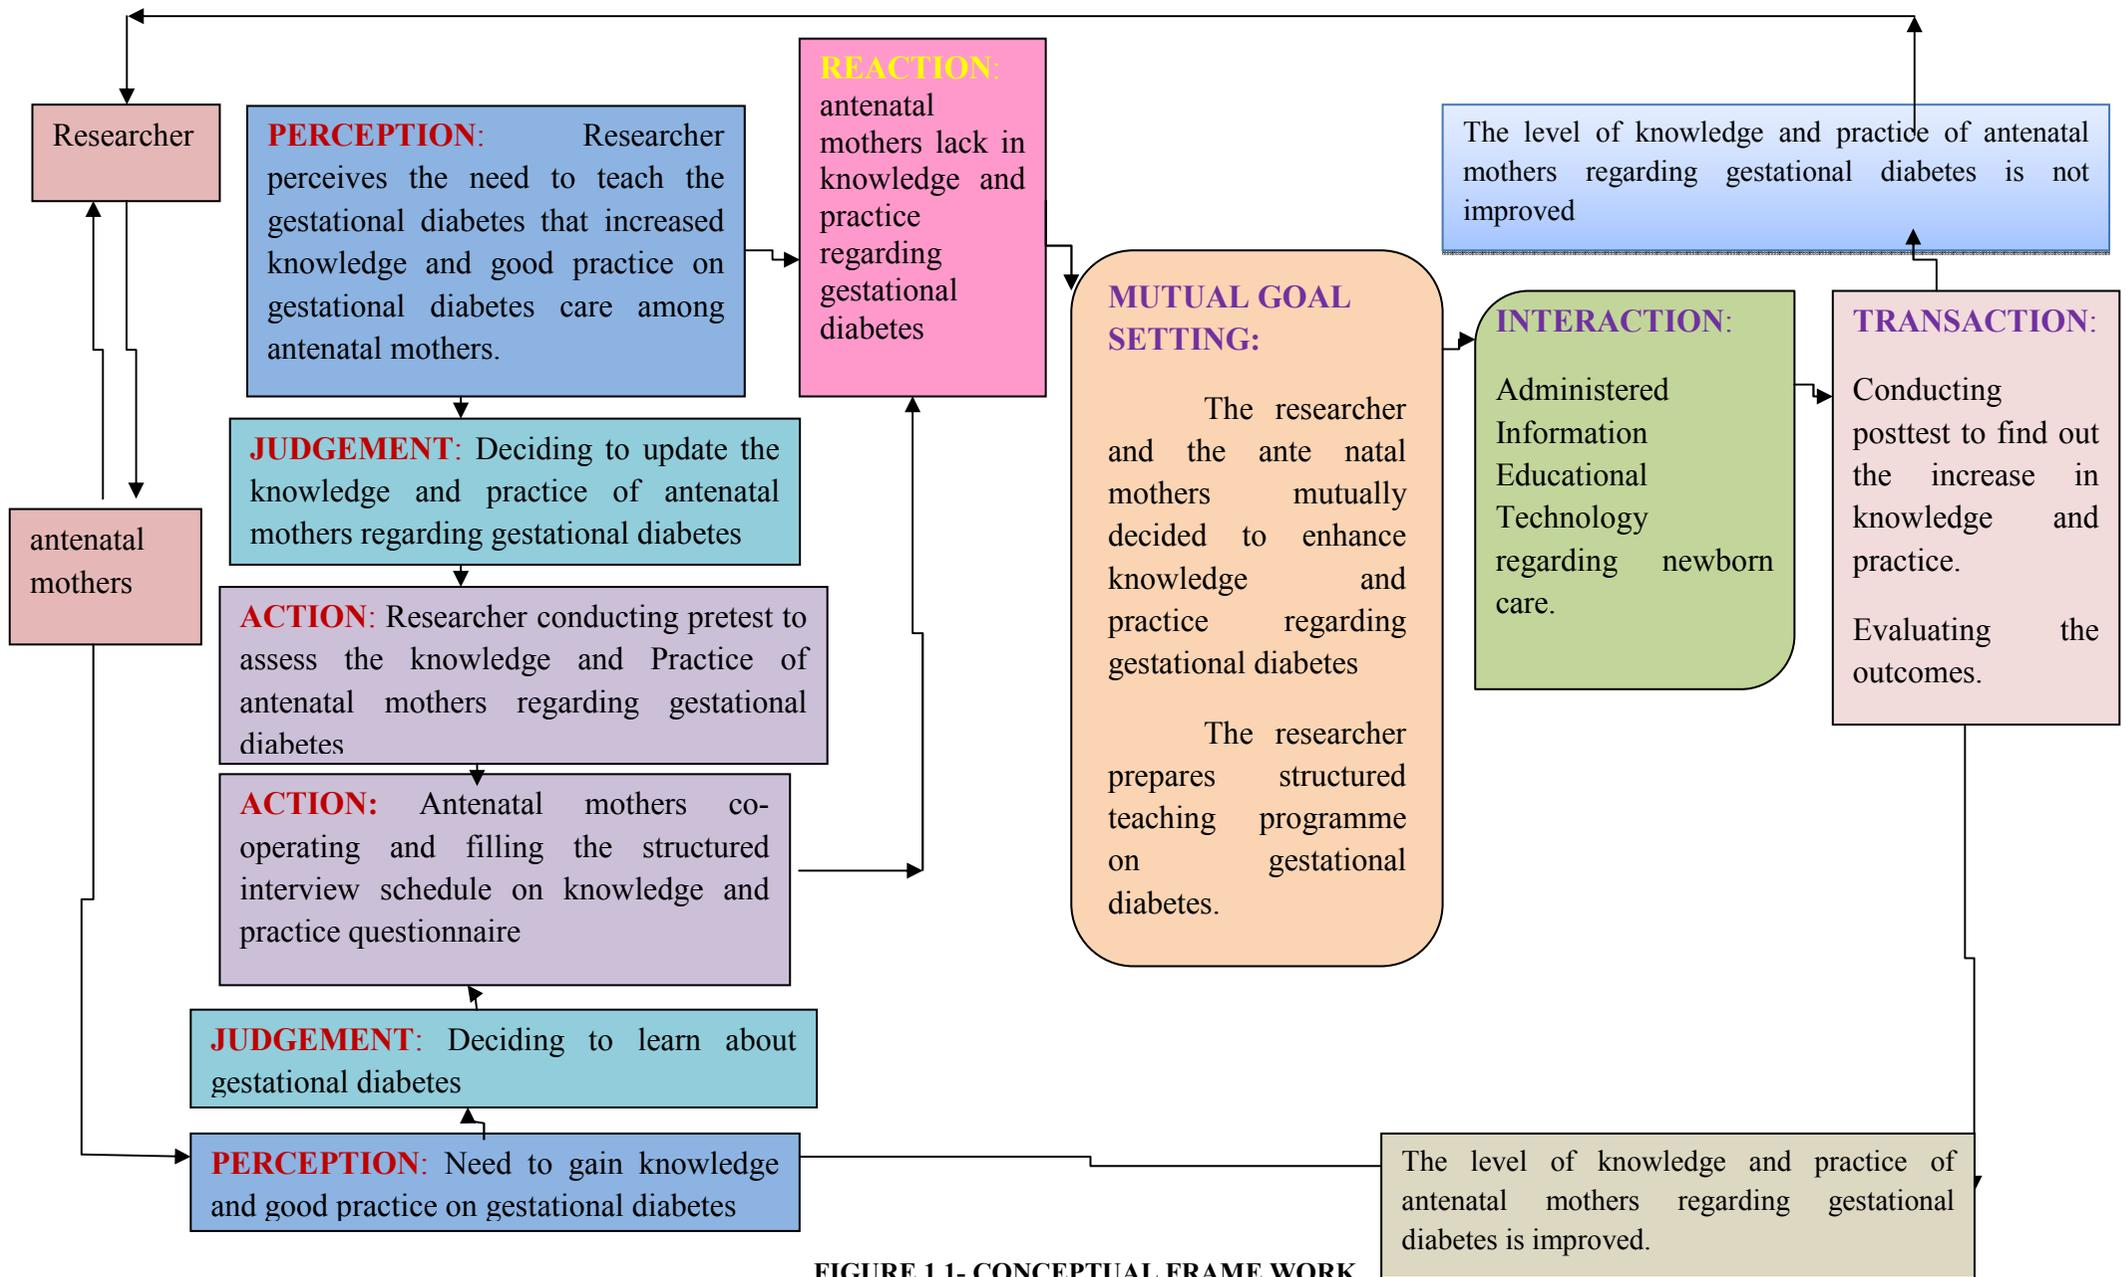 Researcher
antenatal
mothers
PERCEPTION: Researcher
perceives the need to teach the
gestational diabetes that increased
knowledge and good practice on
gestational diabetes care among
antenatal mothers.
JUDGEMENT: Deciding to update the
knowledge and practice of antenatal
mothers regarding gestational diabetes
ACTION: Researcher conducting pretest to
assess the knowledge and Practice of
antenatal mothers regarding gestational
diabetes
ACTION: Antenatal mothers co-
operating and filling the structured
interview schedule on knowledge and
practice questionnaire
JUDGEMENT: Deciding to learn about
gestational diabetes
PERCEPTION: Need to gain knowledge
and good practice on gestational diabetes
REACTION:
antenatal
mothers lack in
knowledge and
practice
regarding
gestational
diabetes
MUTUAL GOAL
SETTING:
The researcher
and the ante natal
mothers mutually
decided to enhance
knowledge and
practice regarding
gestational diabetes
The researcher
prepares structured
teaching programme
on gestational
diabetes.
INTERACTION:
Administered
Information
Educational
Technology
regarding newborn
care.
TRANSACTION:
Conducting
posttest to find out
the increase in
knowledge and
practice.
Evaluating the
outcomes.
The level of knowledge and practice of antenatal
mothers regarding gestational diabetes is not
improved
The level of knowledge and practice of
antenatal mothers regarding gestational
diabetes is improved.
FIGURE 1.1- CONCEPTUAL FRAME WORK